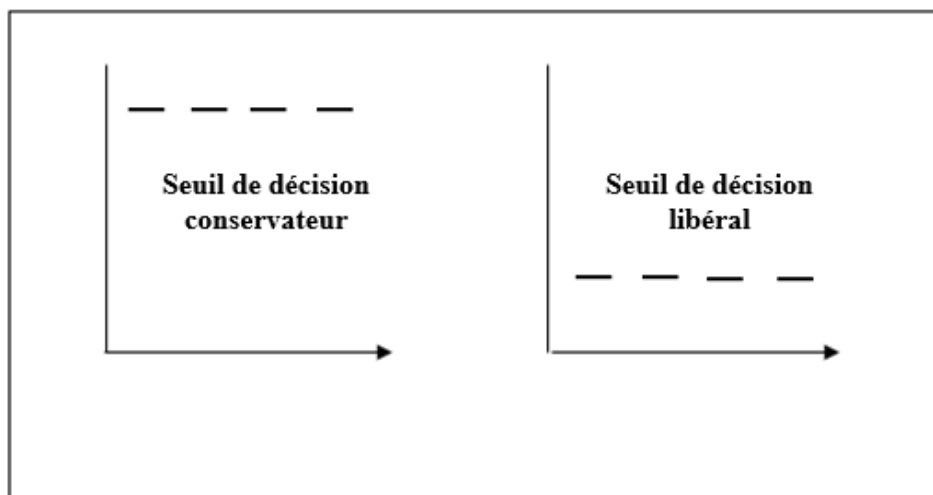 Seuil de décision
conservateur
Seuil de décision
libéral